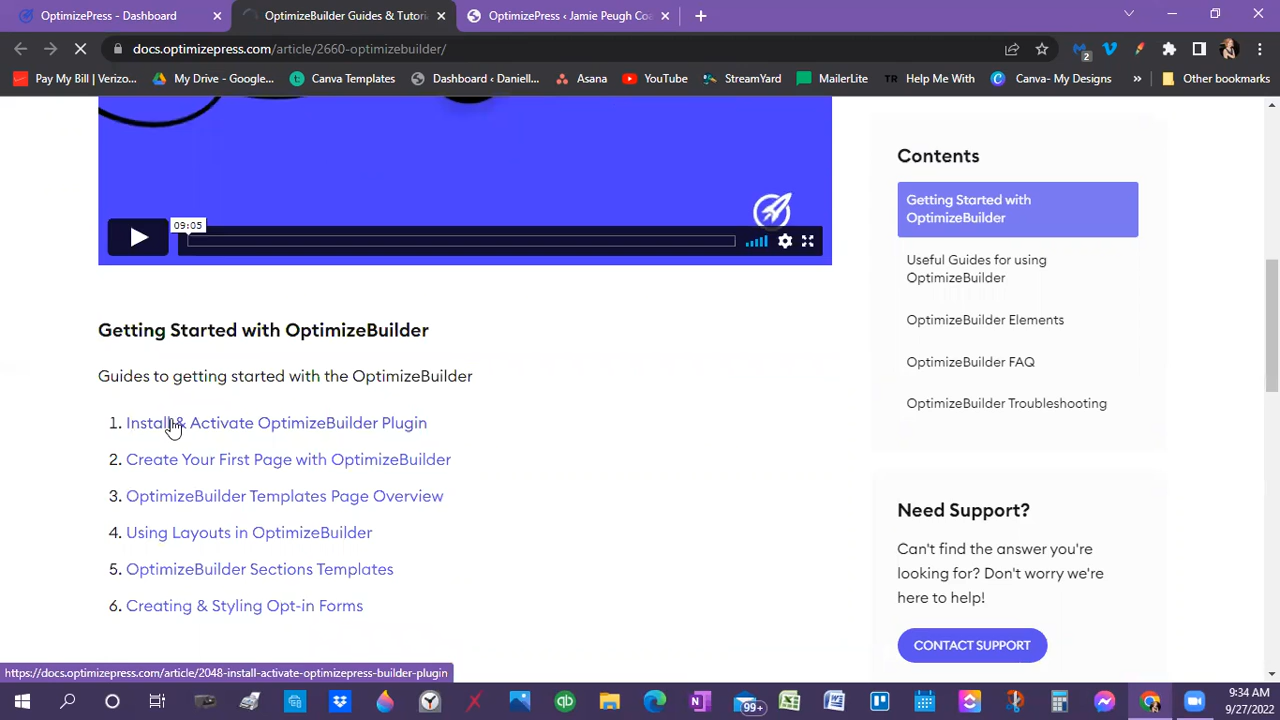 OptimizePress - Dashboard
OptimizeBuilder Guides & Tutori
OptimizePress ‹ Jamie Peugh Coa
docs.optimizepress.com/article/2660-optimizebuilder/
2
Pay My Bill | Verizo...
My Drive - Google...
Canva Templates
Dashboard ‹ Daniell...
Asana
YouTube
StreamYard
MailerLite
TR
Help Me With
Canva- My Designs
»
Other bookmarks
09:05
Getting Started with OptimizeBuilder
Guides to getting started with the OptimizeBuilder
1. Install & Activate OptimizeBuilder Plugin
2. Create Your First Page with OptimizeBuilder
3. OptimizeBuilder Templates Page Overview
4. Using Layouts in OptimizeBuilder
5. OptimizeBuilder Sections Templates
6. Creating & Styling Opt-in Forms
Contents
Getting Started with
OptimizeBuilder
Useful Guides for using
OptimizeBuilder
OptimizeBuilder Elements
OptimizeBuilder FAQ
OptimizeBuilder Troubleshooting
Need Support?
Can't find the answer you're
looking for? Don't worry we're
here to help!
CONTACT SUPPORT
https://docs.optimizepress.com/article/2048-install-activate-optimizepress-builder-plugin
99+
9:34 AM
9/27/2022